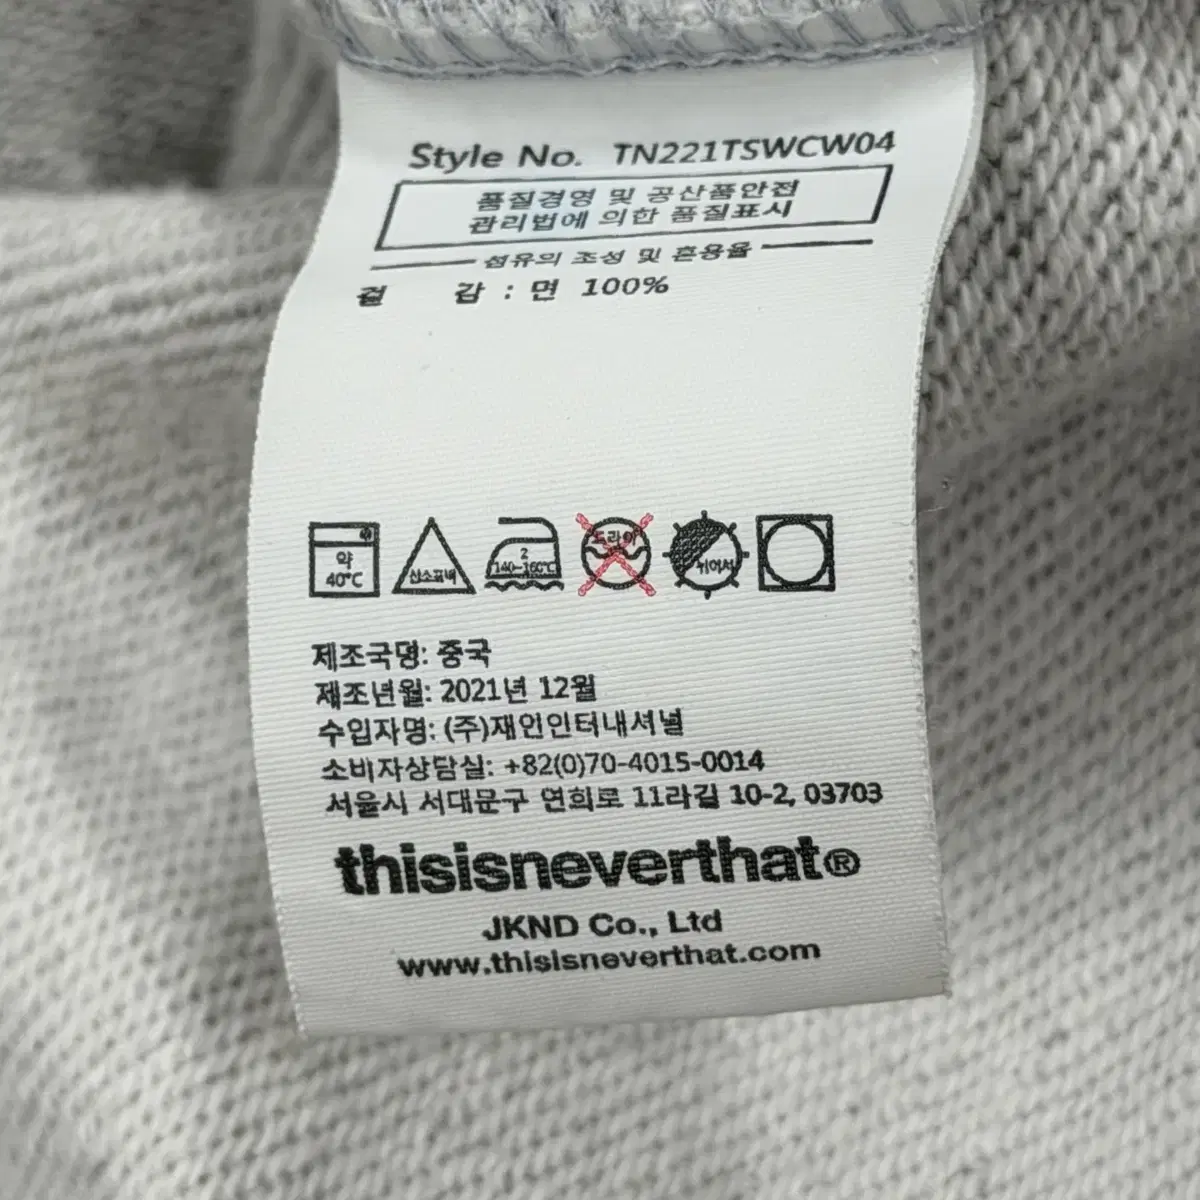 Style No. TN221TSWCW04
품질경영 및 공산품안전
관리법에 의한 품질표시
섬유의 조성 및 혼용율
겉 감 : 면 100%
약
40℃
산소표백
2
140~160℃
드라이
뉘어서
제조국명: 중국
제조년월: 2021년 12월
수입자명: (주)재인인터내셔널
소비자상담실: +82(0)70-4015-0014
서울시 서대문구 연희로 11라길 10-2, 03703
thisisneverthat®
JKND Co., Ltd
www.thisisneverthat.com